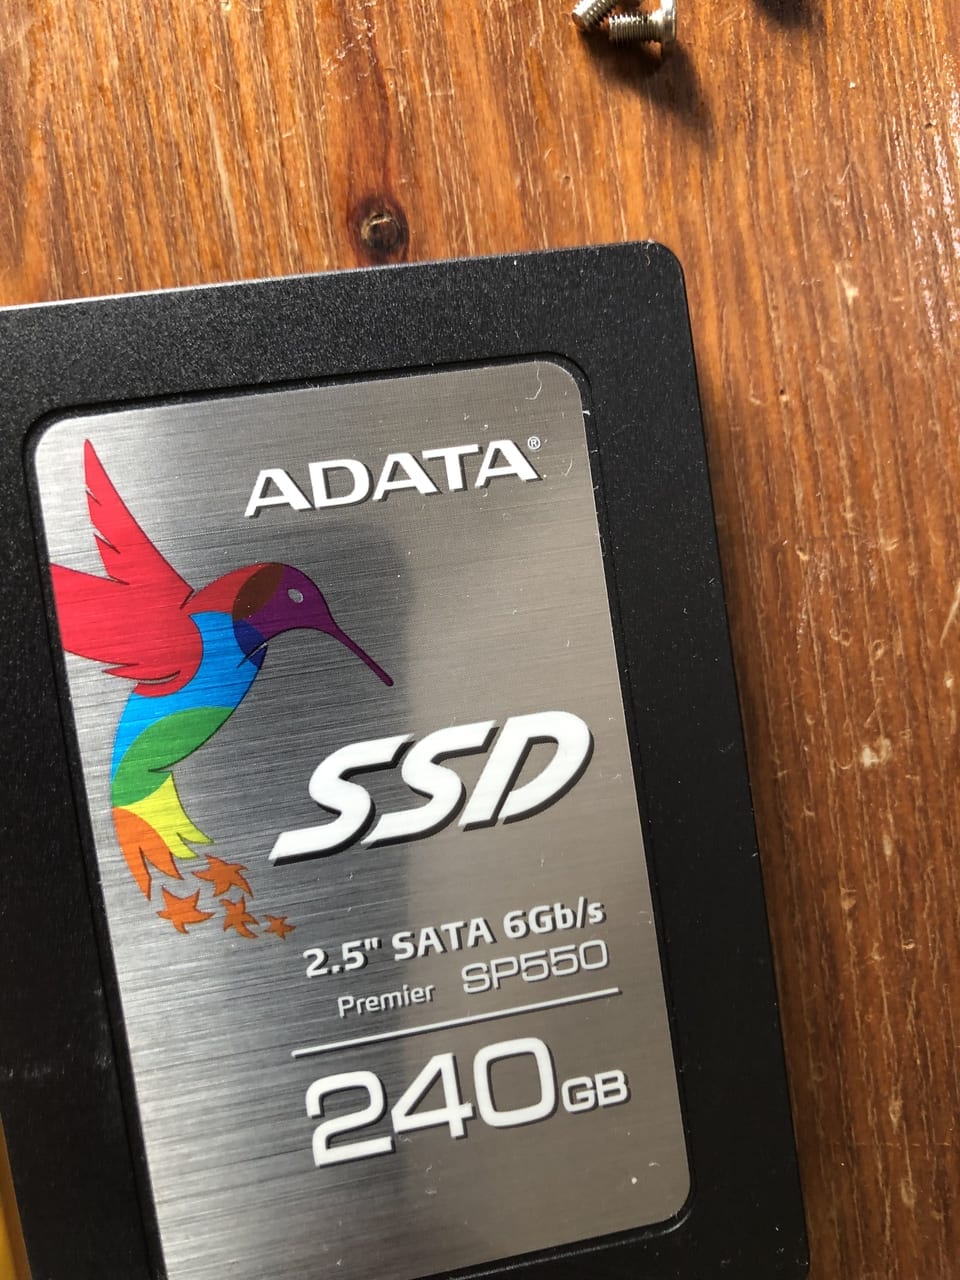 ADATA®
SSD
2.5" SATA 6Gb/s
Premier SP550
240GB